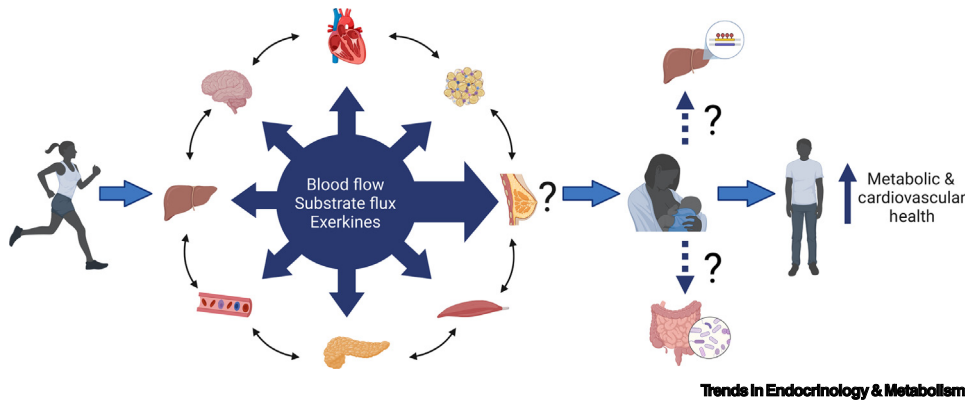 Blood flow
Substrate flux
Exerkines
?
?
?
Metabolic &
cardiovascular
health
Trends in Endocrinology & Metabolism